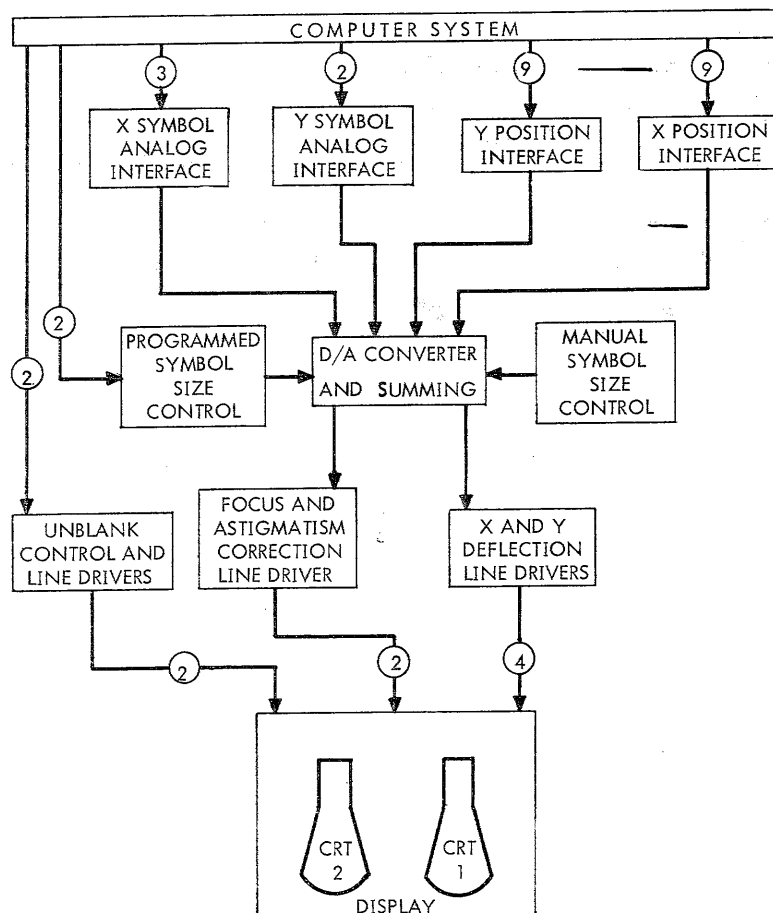 COMPUTER SYSTEM
3
2
9
9
X SYMBOL
ANALOG
INTERFACE
Y SYMBOL
ANALOG
INTERFACE
Y POSITION
INTERFACE
X POSITION
INTERFACE
2
2
PROGRAMMED
SYMBOL
SIZE
CONTROL
D/A CONVERTER
AND SUMMING
MANUAL
SYMBOL
SIZE
CONTROL
UNBLANK
CONTROL AND
LINE DRIVERS
FOCUS AND
ASTIGMATISM
CORRECTION
LINE DRIVER
X AND Y
DEFLECTION
LINE DRIVERS
2
2
4
CRT
2
CRT
1
DISPLAY